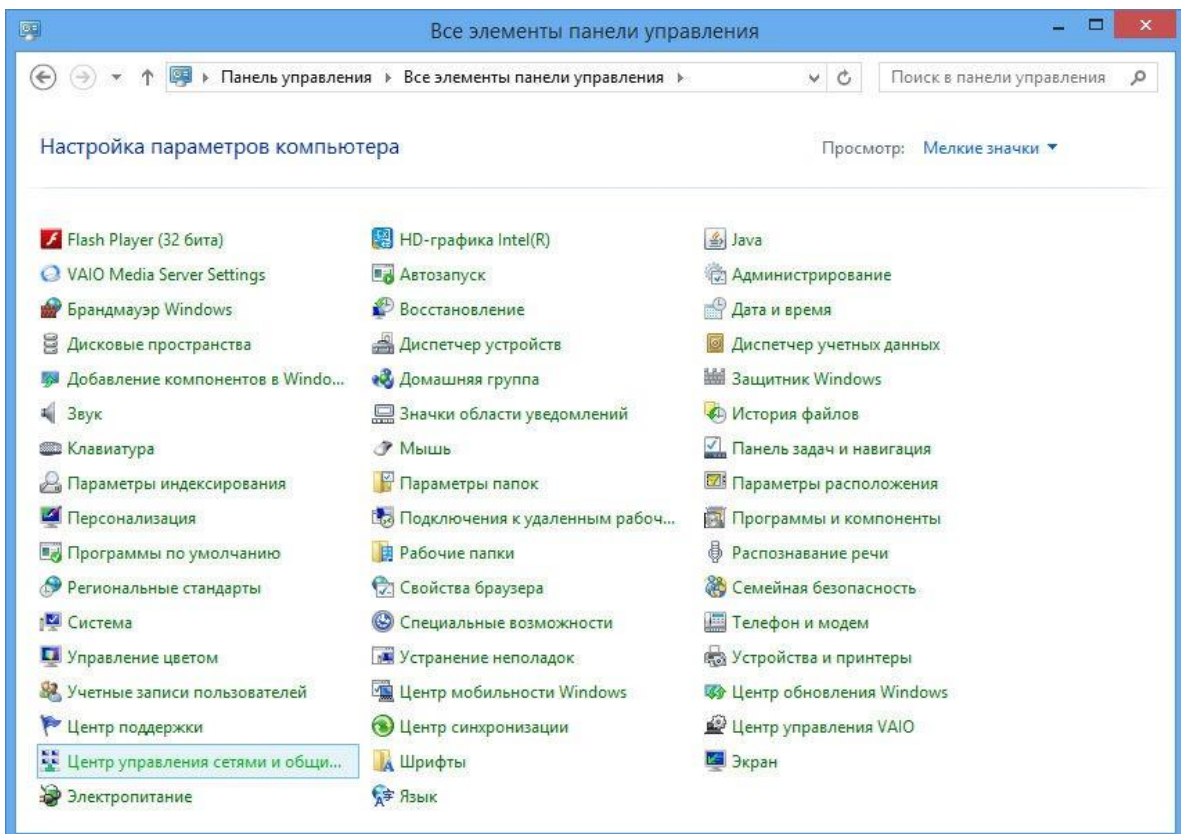 Все элементы панели управления
Панель управления Все элементы панели управления Поиск в панели управления
Настройка параметров компьютера Просмотр: Мелкие значки
Flash Player (32 бита) HD-графика Intel(R) Java
VAIO Media Server Settings Автозапуск Администрирование
Брандмауэр Windows Восстановление Дата и время
Дисковые пространства Диспетчер устройств Диспетчер учетных данных
Добавление компонентов в Windo... Домашняя группа Защитник Windows
Звук Значки области уведомлений История файлов
Клавиатура Мышь Панель задач и навигация
Параметры индексирования Параметры папок Параметры расположения
Персонализация Подключения к удаленным рабоч... Программы и компоненты
Программы по умолчанию Рабочие папки Распознавание речи
Региональные стандарты Свойства браузера Семейная безопасность
Система Специальные возможности Телефон и модем
Управление цветом Устранение неполадок Устройства и принтеры
Учетные записи пользователей Центр мобильности Windows Центр обновления Windows
Центр поддержки Центр синхронизации Центр управления VAIO
Центр управления сетями и общи... Шрифты Экран
Электропитание Язык